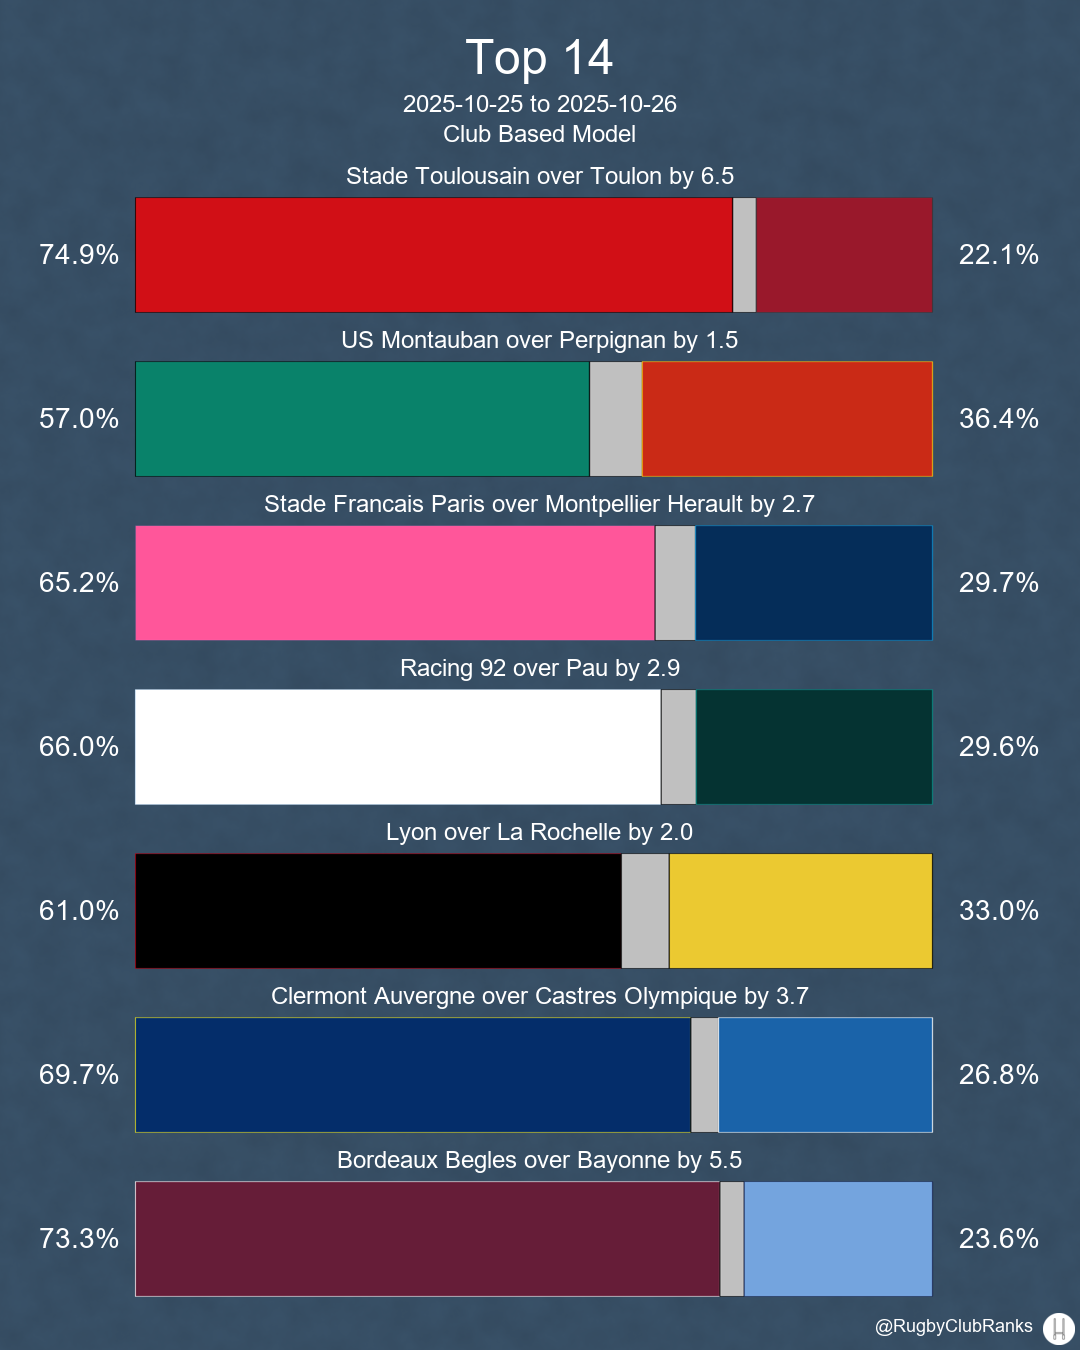 Top 14
2025-10-25 to 2025-10-26
Club Based Model
Stade Toulousain over Toulon by 6.5
74.9% 22.1%
US Montauban over Perpignan by 1.5
57.0% 36.4%
Stade Francais Paris over Montpellier Herault by 2.7
65.2% 29.7%
Racing 92 over Pau by 2.9
66.0% 29.6%
Lyon over La Rochelle by 2.0
61.0% 33.0%
Clermont Auvergne over Castres Olympique by 3.7
69.7% 26.8%
Bordeaux Begles over Bayonne by 5.5
73.3% 23.6%
@RugbyClubRanks